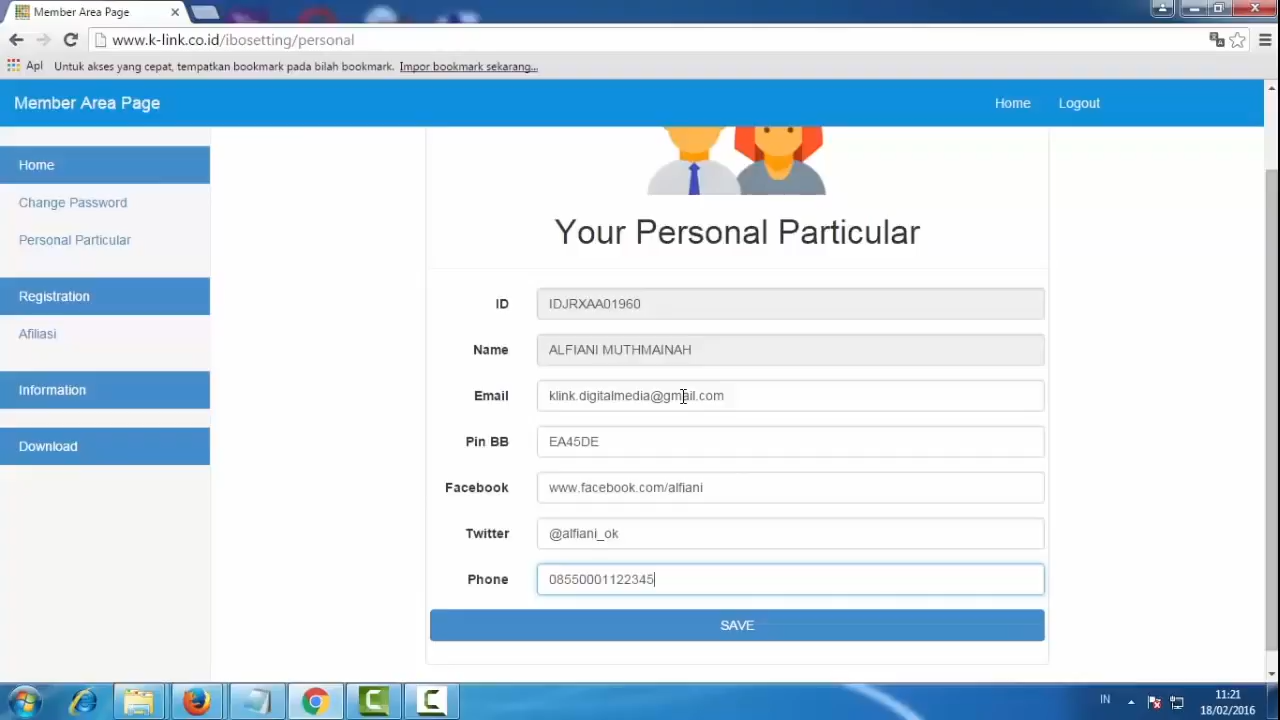 Member Area Page
www.k-link.co.id/ibosetting/personal
Apl Untuk akses yang cepat, tempatkan bookmark pada bilah bookmark. Impor bookmark sekarang...
Member Area Page Home Logout
Home
Change Password
Personal Particular
Registration
Afiliasi
Information
Download
Your Personal Particular
ID IDJRXAA01960
Name ALFIANI MUTHMAINAH
Email klink.digitalmedia@gmail.com
Pin BB EA45DE
Facebook www.facebook.com/alfiani
Twitter @alfiani_ok
Phone 08550001122345
SAVE
IN 11:21
18/02/2016